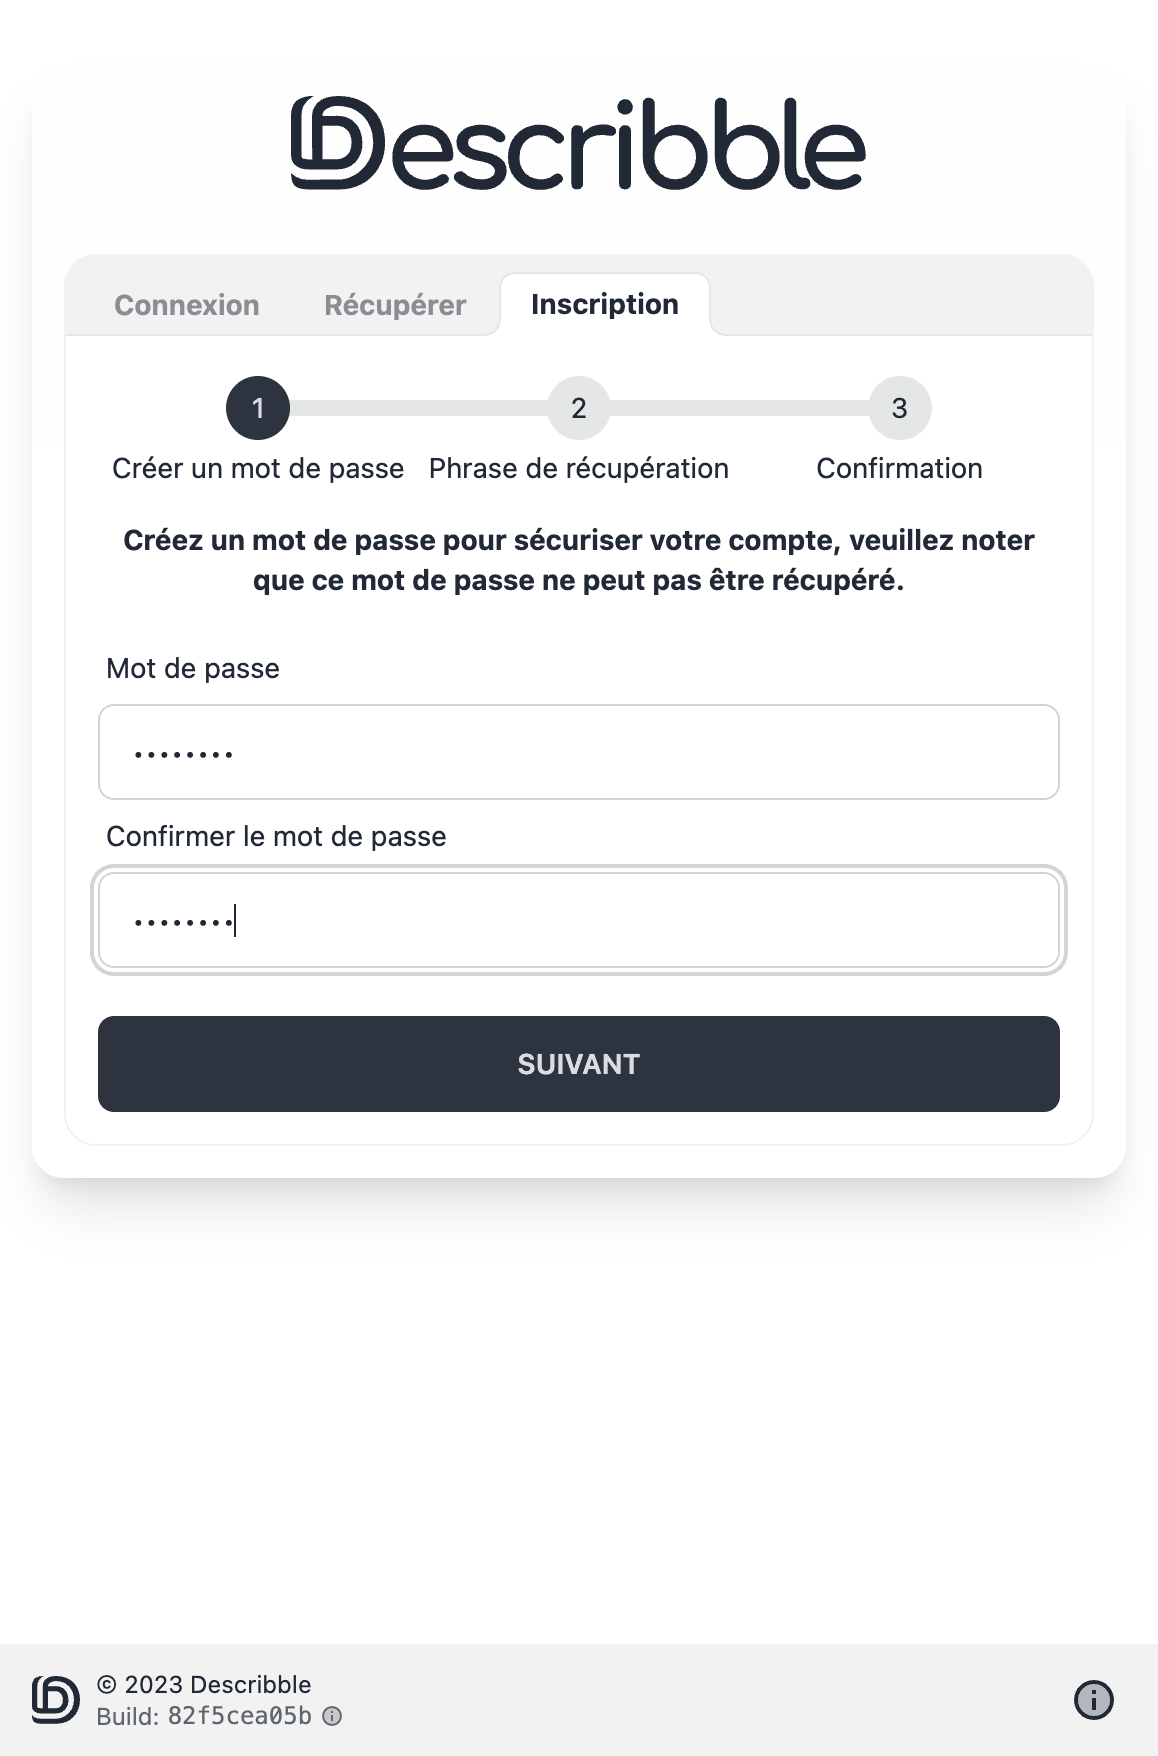 Describble
Connexion Récupérer Inscription
1 2 3
Créer un mot de passe Phrase de récupération Confirmation
Créez un mot de passe pour sécuriser votre compte, veuillez noter
que ce mot de passe ne peut pas être récupéré.
Mot de passe
••••••••
Confirmer le mot de passe
••••••••
SUIVANT
© 2023 Describble
Build: 82f5cea05b